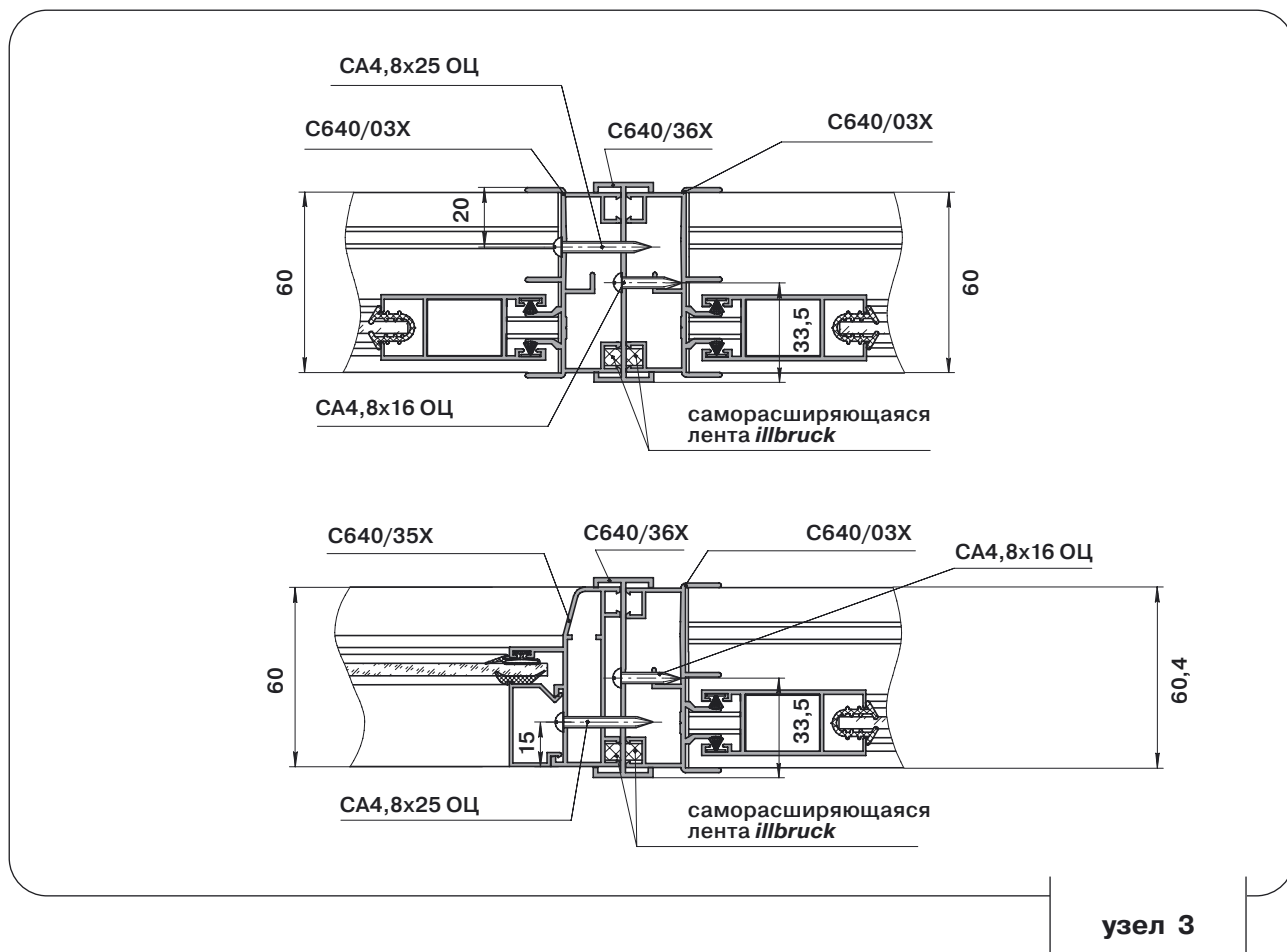 СА4,8х25 ОЦ
С640/03Х
С640/36Х
С640/03Х
20
60
60
33,5
СА4,8х16 ОЦ
саморасширяющаяся
лента illbruck
С640/35Х
С640/36Х
С640/03Х
СА4,8х16 ОЦ
60
15
33,5
60,4
СА4,8х25 ОЦ
саморасширяющаяся
лента illbruck
узел 3